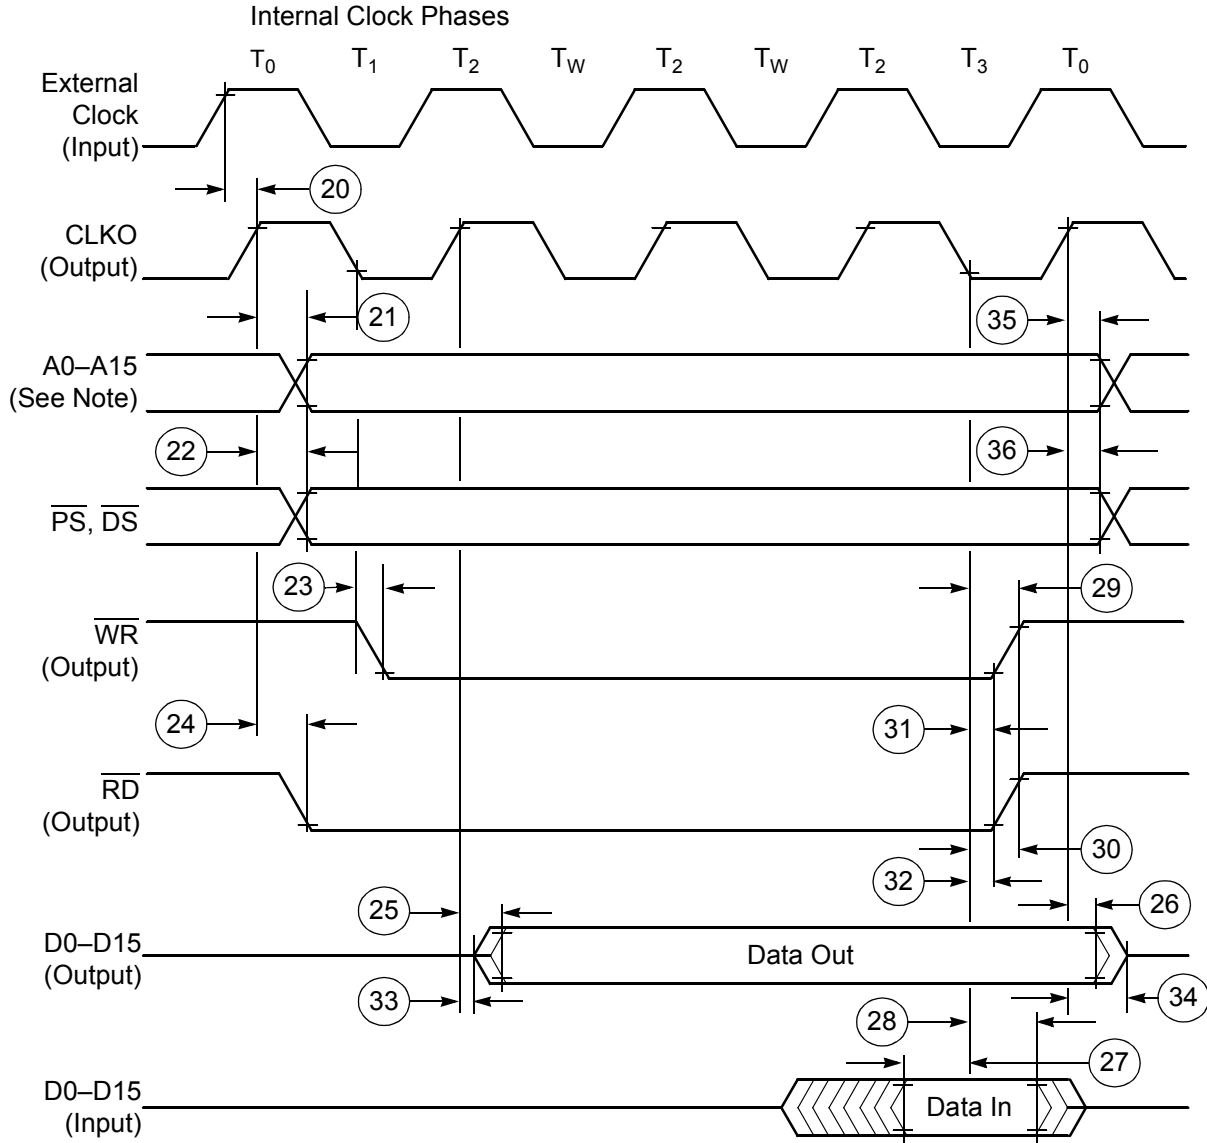 Internal Clock Phases
T0 T1 T2 TW T2 TW T2 T3 T0
External
Clock
(Input)
20
CLKO
(Output)
21
35
A0–A15
(See Note)
22
36
PS, DS
23
29
WR
(Output)
24
31
RD
(Output)
30
32
25
26
D0–D15
(Output)
Data Out
33
34
28
27
D0–D15
(Input)
Data In